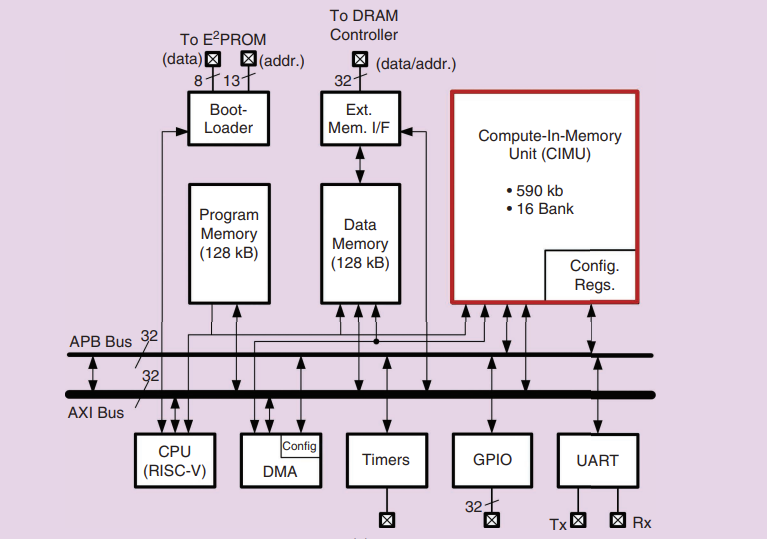 To DRAM
Controller
To E²PROM
(data)
(addr.)
(data/addr.)
8
13
32
Boot-
Loader
Ext.
Mem. I/F
Compute-In-Memory
Unit (CIMU)
• 590 kb
• 16 Bank
Program
Memory
(128 kB)
Data
Memory
(128 kB)
Config.
Regs.
APB Bus
32
32
AXI Bus
CPU
(RISC-V)
Config
DMA
Timers
GPIO
UART
32
Tx
Rx